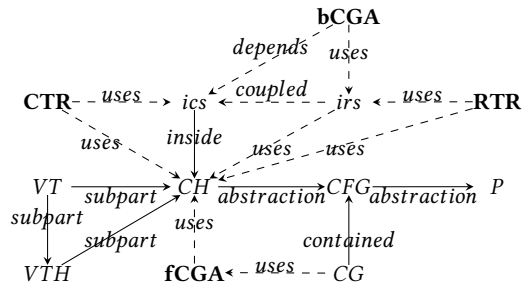 bCGA
depends
uses
CTR uses ics coupled irs uses RTR
inside
uses uses uses
VT subpart CH abstraction CFG abstraction P
subpart subpart uses contained
VTH fCGA uses CG